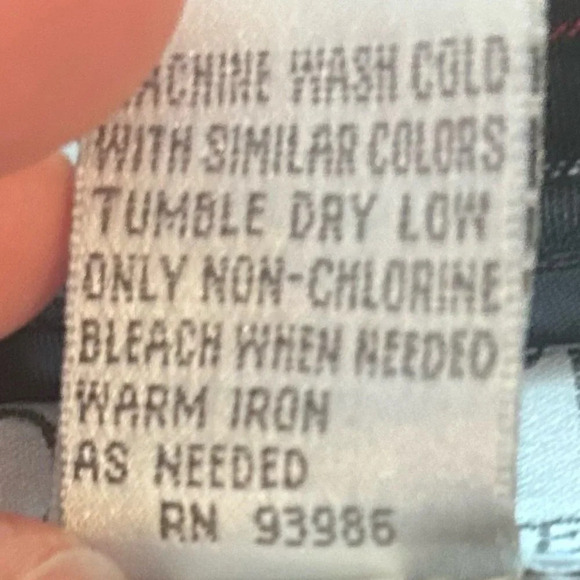 MACHINE WASH COLD
WITH SIMILAR COLORS
TUMBLE DRY LOW
ONLY NON-CHLORINE
BLEACH WHEN NEEDED
WARM IRON
AS NEEDED
RN 93986